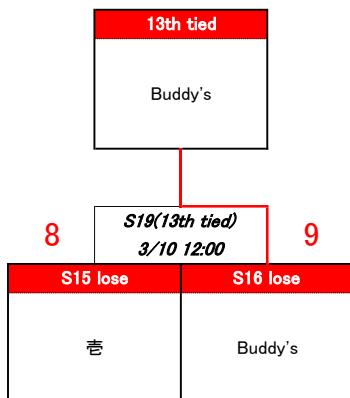 13th tied
Buddy's
S19(13th tied)
3/10 12:00
8
9
S15 lose
S16 lose
壱
Buddy's